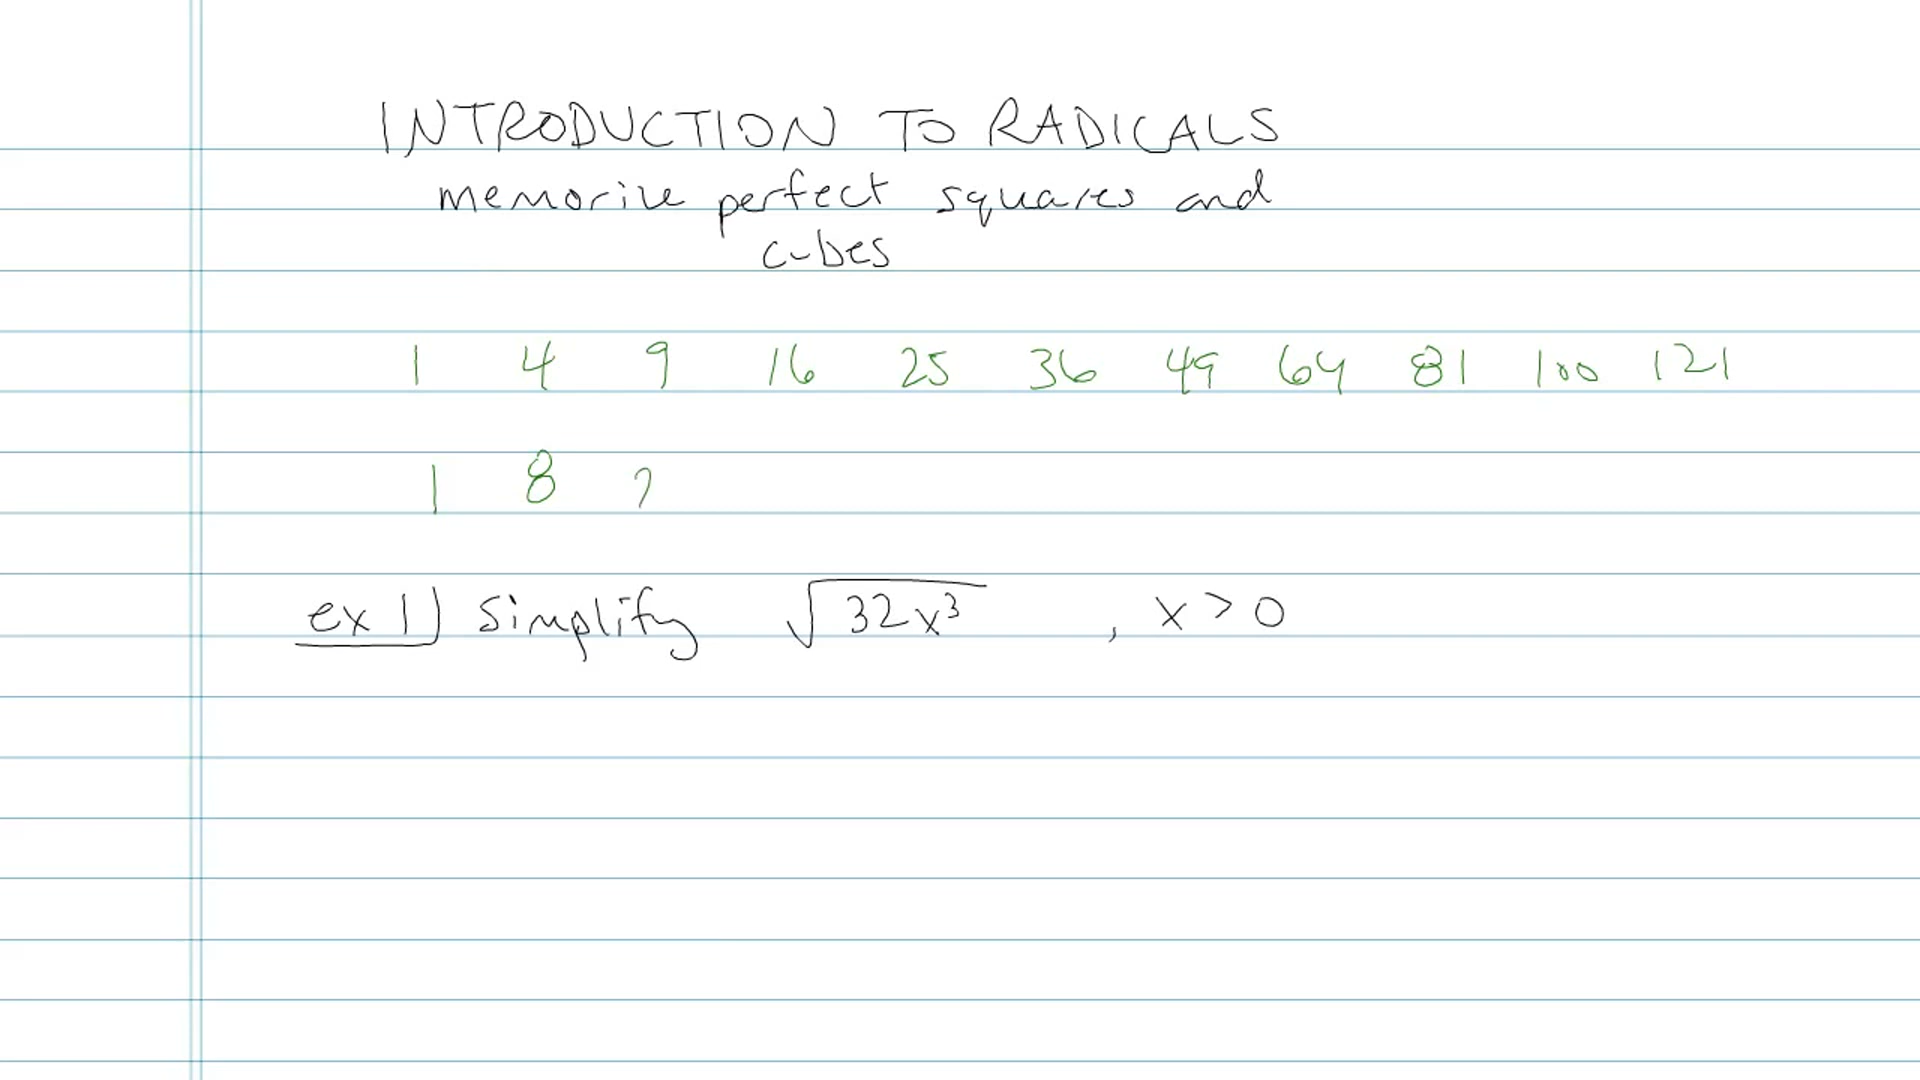 INTRODUCTION TO RADICALS
memorize perfect squares and
cubes
1 4 9 16 25 36 49 64 81 100 121
1 8 2
ex 1) simplify √32x³ , x > 0